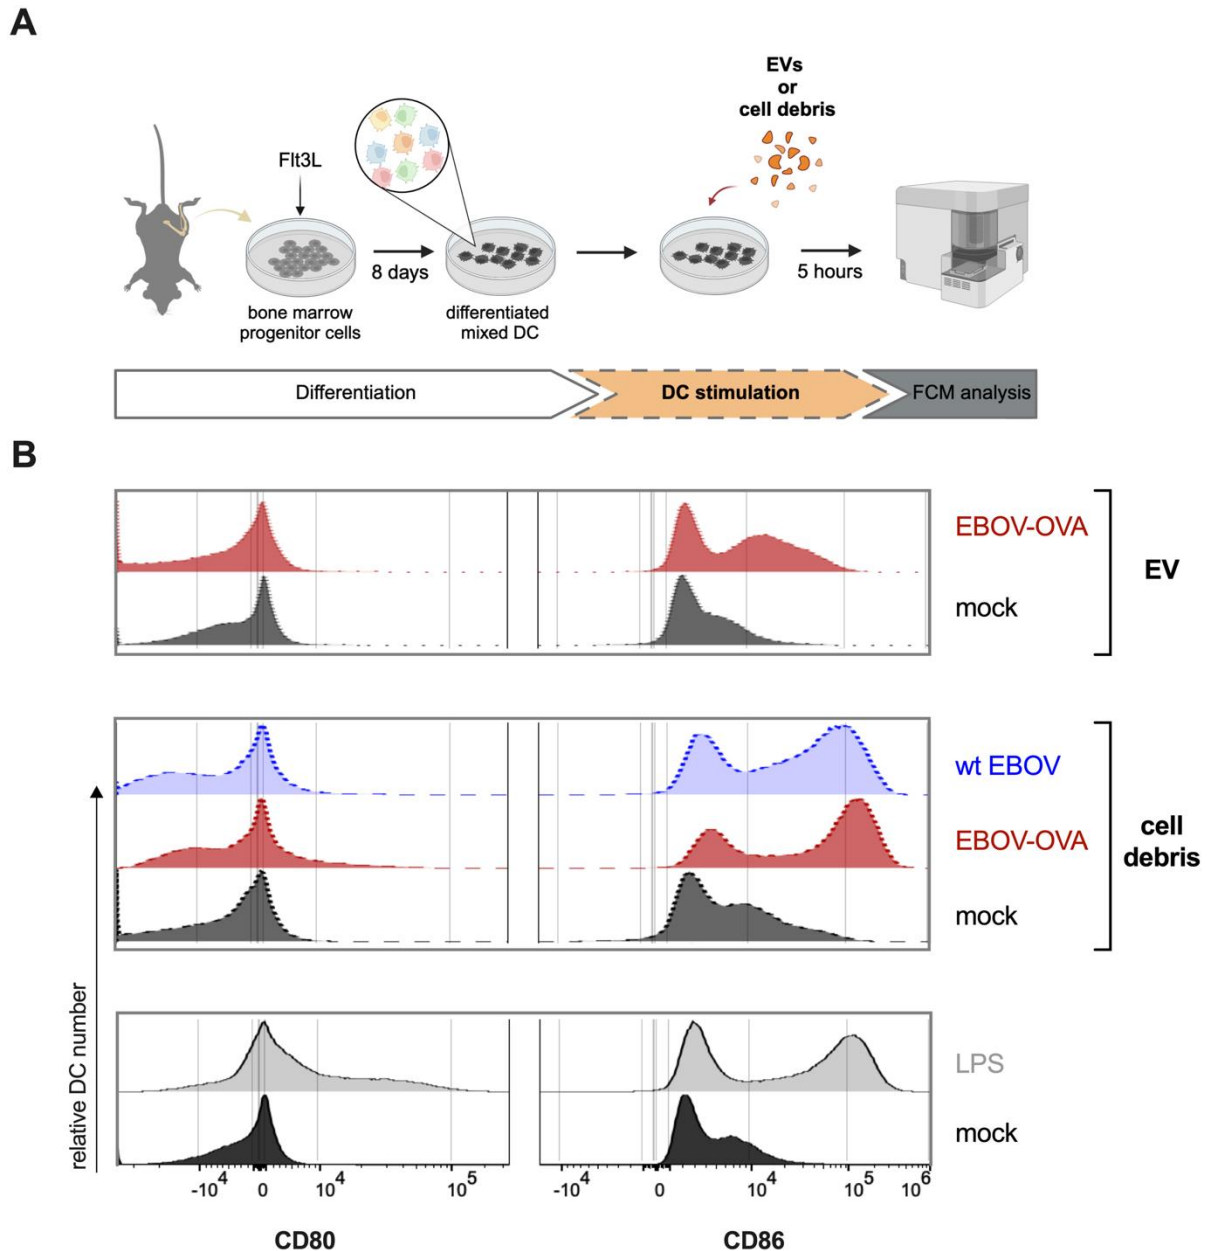 A
EVs
or
cell debris
Flt3L
8 days
5 hours
bone marrow
progenitor cells
differentiated
mixed DC
Differentiation
DC stimulation
FCM analysis
B
EBOV-OVA
mock
EV
wt EBOV
EBOV-OVA
mock
cell
debris
relative DC number
LPS
mock
-10⁴ 0 10⁴ 10⁵
-10⁴ 0 10⁴ 10⁵ 10⁶
CD80
CD86